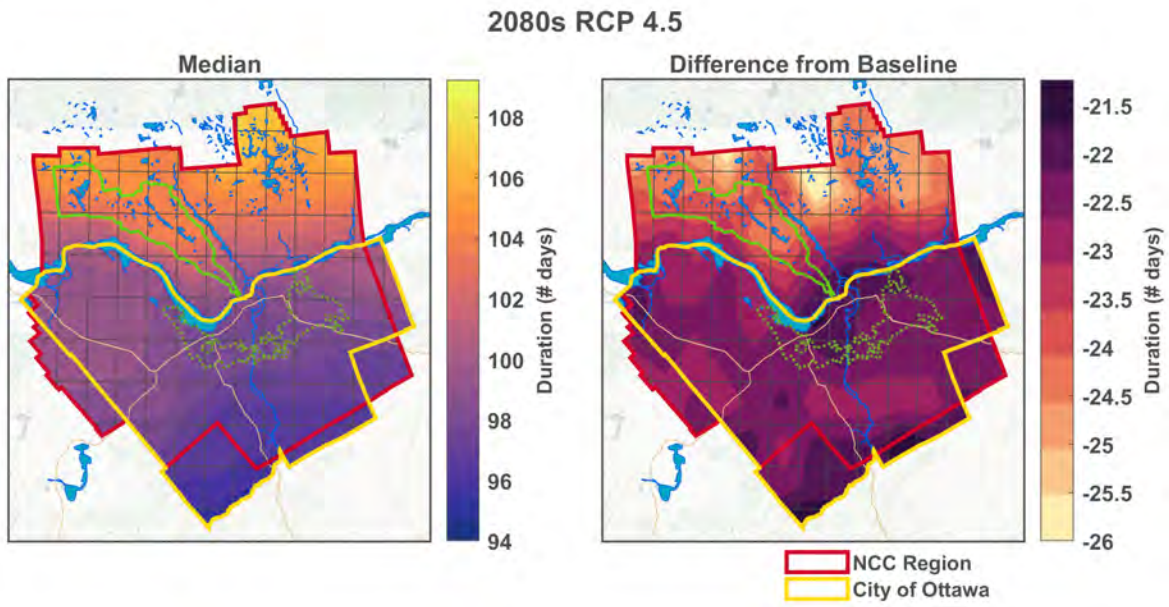 2080s RCP 4.5
Median
108
106
104
102
100
98
96
94
Duration (# days)
Difference from Baseline
-21.5
-22
-22.5
-23
-23.5
-24
-24.5
-25
-25.5
-26
Duration (# days)
NCC Region
City of Ottawa